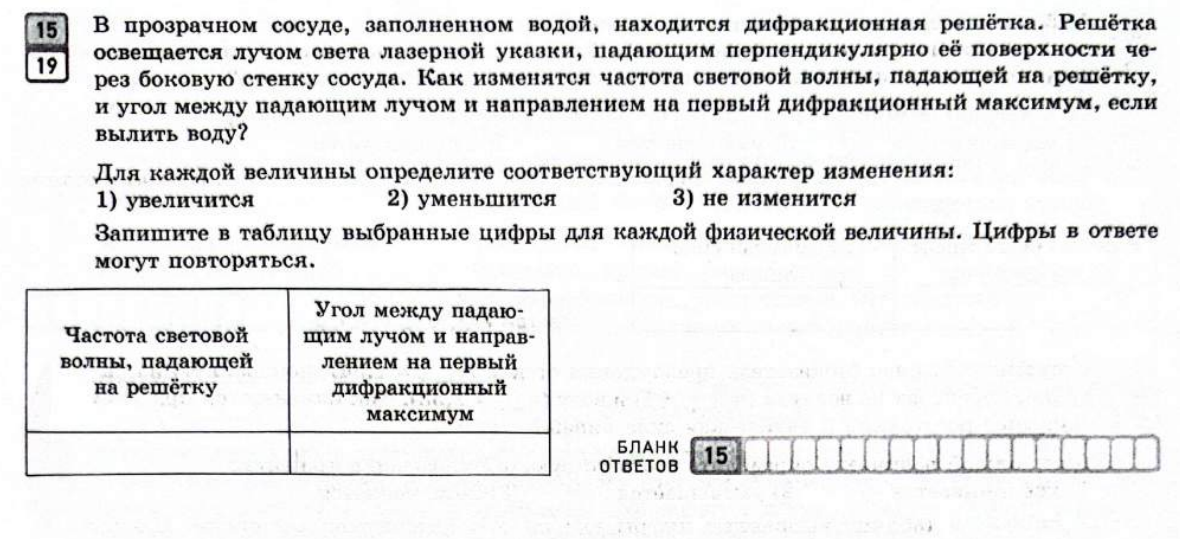 15
19
В прозрачном сосуде, заполненном водой, находится дифракционная решётка. Решётка
освещается лучом света лазерной указки, падающим перпендикулярно её поверхности че-
рез боковую стенку сосуда. Как изменятся частота световой волны, падающей на решётку,
и угол между падающим лучом и направлением на первый дифракционный максимум, если
вылить воду?
Для каждой величины определите соответствующий характер изменения:
1) увеличится 2) уменьшится 3) не изменится
Запишите в таблицу выбранные цифры для каждой физической величины. Цифры в ответе
могут повторяться.
Частота световой
волны, падающей
на решётку
Угол между падаю-
щим лучом и направ-
лением на первый
дифракционный
максимум
БЛАНК
ОТВЕТОВ
15